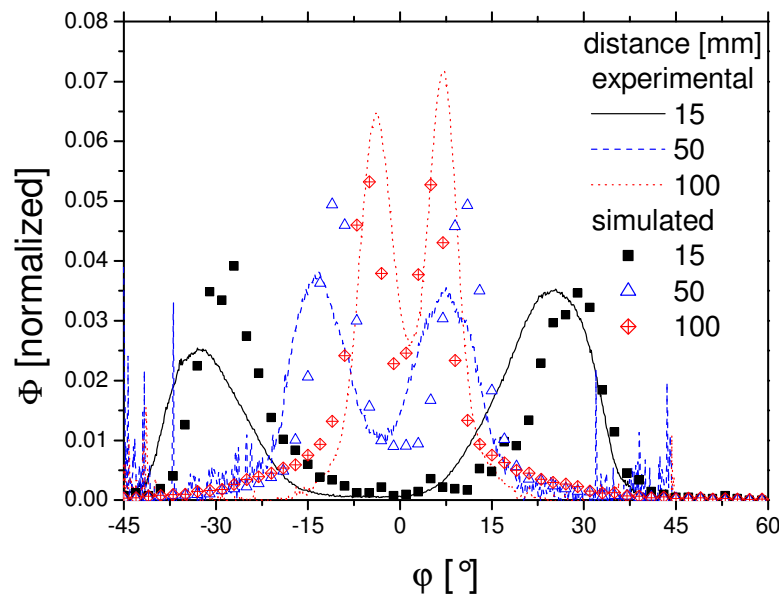 0.08
0.07
0.06
0.05
0.04
0.03
0.02
0.01
0.00
Φ [normalized]
distance [mm]
experimental
15
50
100
simulated
15
50
100
-45 -30 -15 0 15 30 45 60
φ [°]